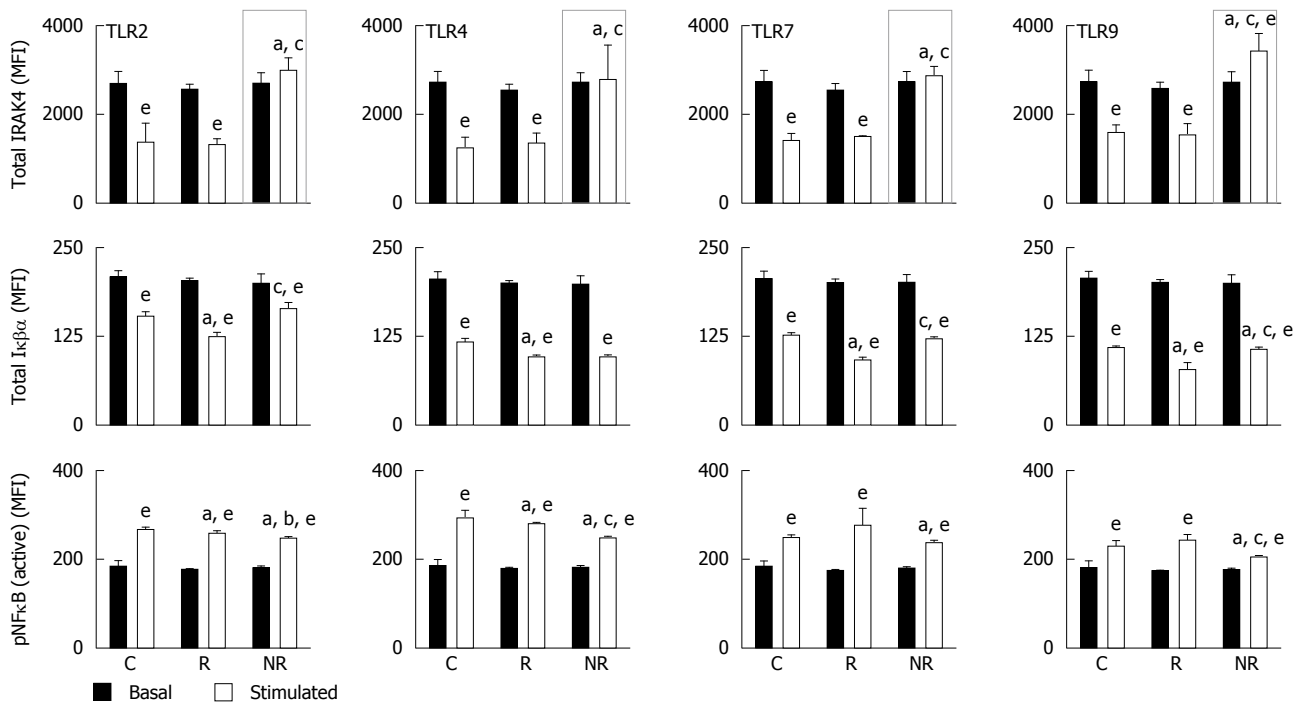 Total IRAK4 (MFI)
4000
2000
0
TLR2
e
e
a, c
4000
2000
0
TLR4
e
e
a, c
4000
2000
0
TLR7
e
e
a, c
4000
2000
0
TLR9
e
e
a, c, e
Total Iκβα (MFI)
250
125
0
e
a, e
c, e
250
125
0
e
a, e
e
250
125
0
e
a, e
c, e
250
125
0
e
a, e
a, c, e
pNFκB (active) (MFI)
400
200
0
e
a, e
a, b, e
C R NR
400
200
0
e
a, e
a, c, e
C R NR
400
200
0
e
e
a, e
C R NR
400
200
0
e
e
a, c, e
C R NR
Basal Stimulated